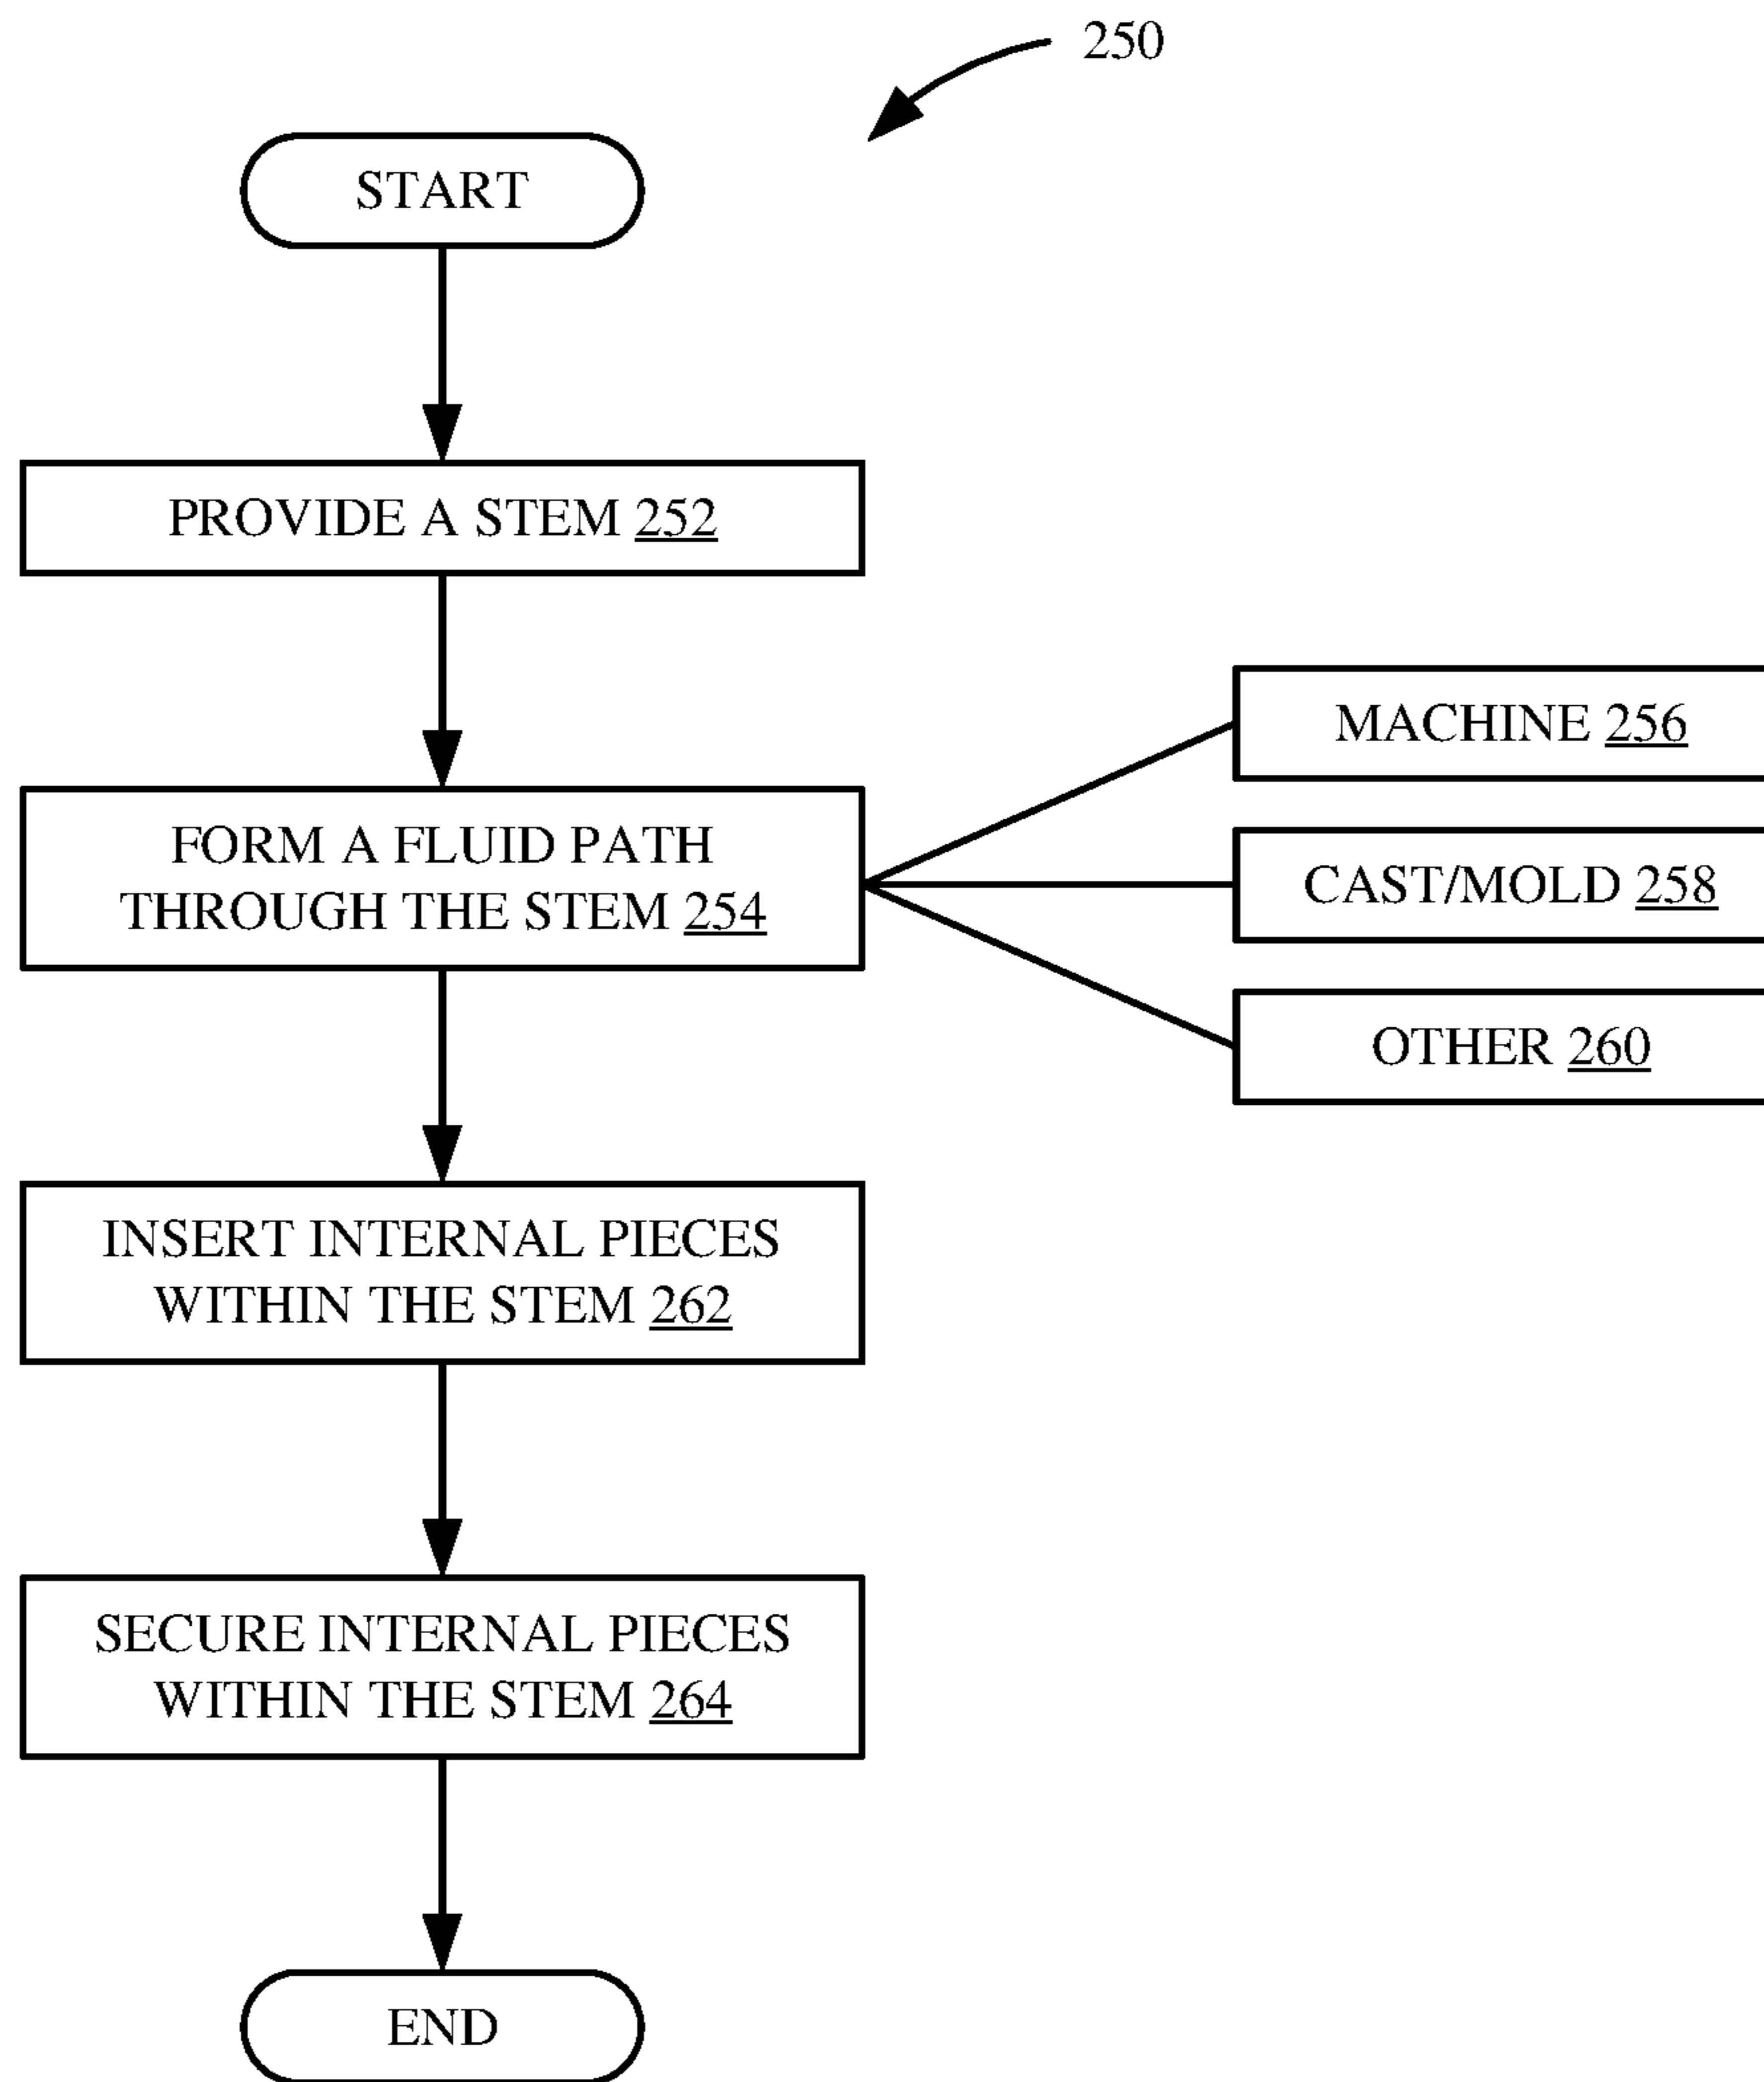 250
START
PROVIDE A STEM 252
FORM A FLUID PATH
THROUGH THE STEM 254
MACHINE 256
CAST/MOLD 258
OTHER 260
INSERT INTERNAL PIECES
WITHIN THE STEM 262
SECURE INTERNAL PIECES
WITHIN THE STEM 264
END